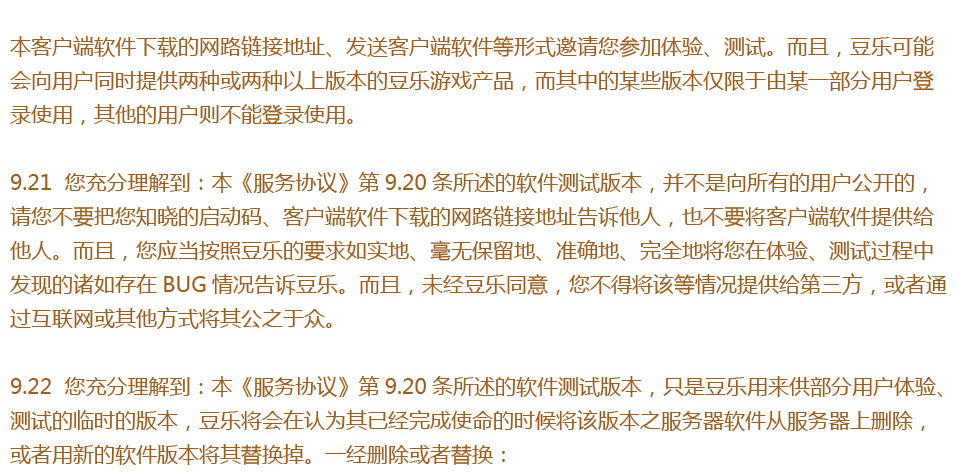 本客户端软件下载的网路链接地址、发送客户端软件等形式邀请您参加体验、测试。而且，豆乐可能
会向用户同时提供两种或两种以上版本的豆乐游戏产品，而其中的某些版本仅限于由某一部分用户登
录使用，其他的用户则不能登录使用。
9.21 您充分理解到：本《服务协议》第 9.20 条所述的软件测试版本，并不是向所有的用户公开的，
请您不要把您知晓的启动码、客户端软件下载的网路链接地址告诉他人，也不要将客户端软件提供给
他人。而且，您应当按照豆乐的要求如实地、毫无保留地、准确地、完全地将您在体验、测试过程中
发现的诸如存在 BUG 情况告诉豆乐。而且，未经豆乐同意，您不得将该等情况提供给第三方，或者通
过互联网或其他方式将其公之于众。
9.22 您充分理解到：本《服务协议》第 9.20 条所述的软件测试版本，只是豆乐用来供部分用户体验、
测试的临时的版本，豆乐将会在认为其已经完成使命的时候将该版本之服务器软件从服务器上删除，
或者用新的软件版本将其替换掉。一经删除或者替换：